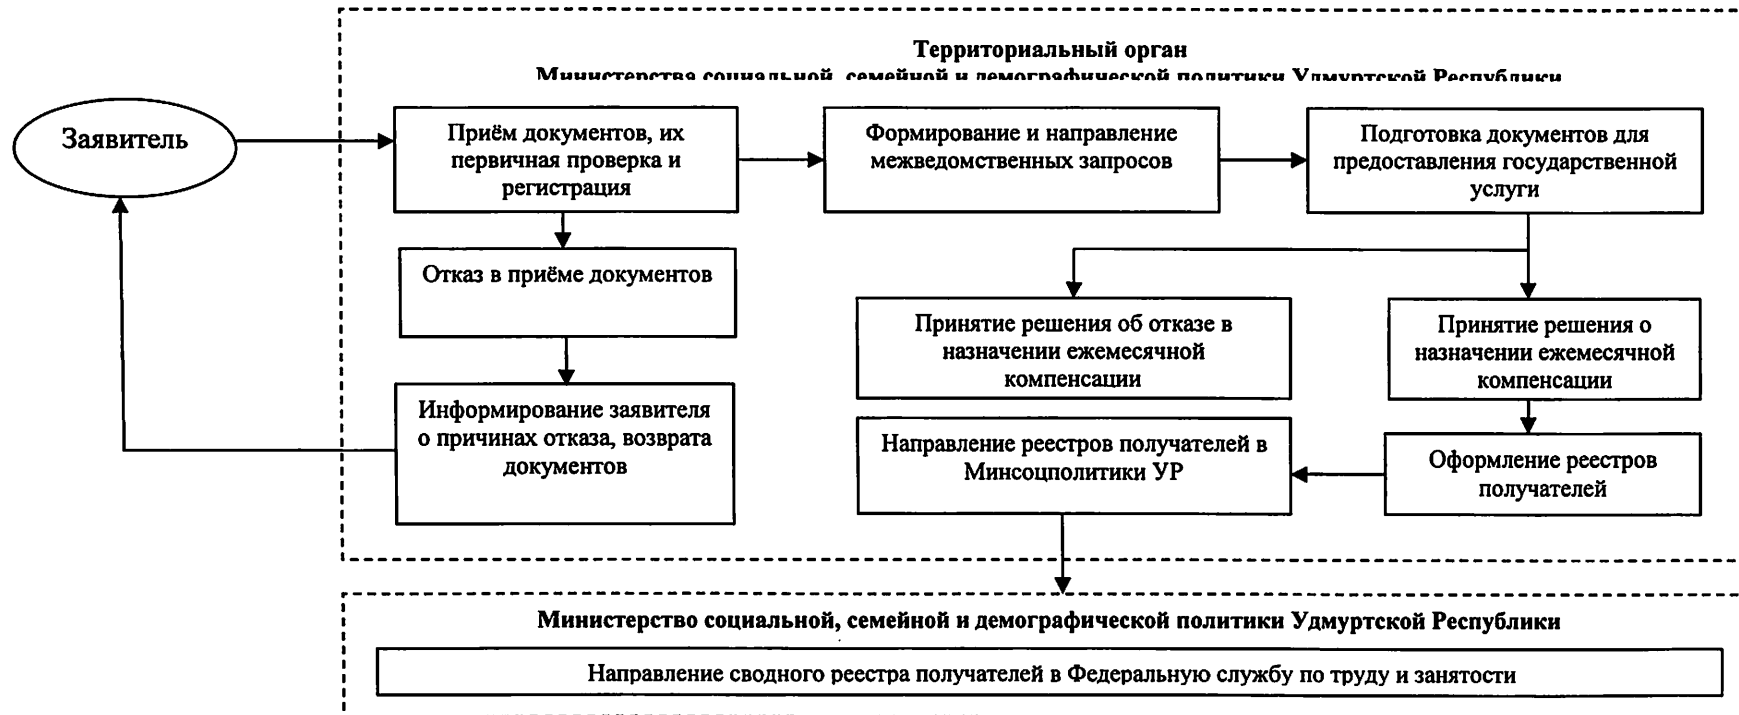 Территориальный орган
Министерства социальной, семейной и демографической политики Удмуртской Республики
Заявитель
Приём документов, их
первичная проверка и
регистрация
Формирование и направление
межведомственных запросов
Подготовка документов для
предоставления государственной
услуги
Отказ в приёме документов
Принятие решения об отказе в
назначении ежемесячной
компенсации
Принятие решения о
назначении ежемесячной
компенсации
Информирование заявителя
о причинах отказа, возврата
документов
Направление реестров получателей в
Минсоцполитики УР
Оформление реестров
получателей
Министерство социальной, семейной и демографической политики Удмуртской Республики
Направление сводного реестра получателей в Федеральную службу по труду и занятости